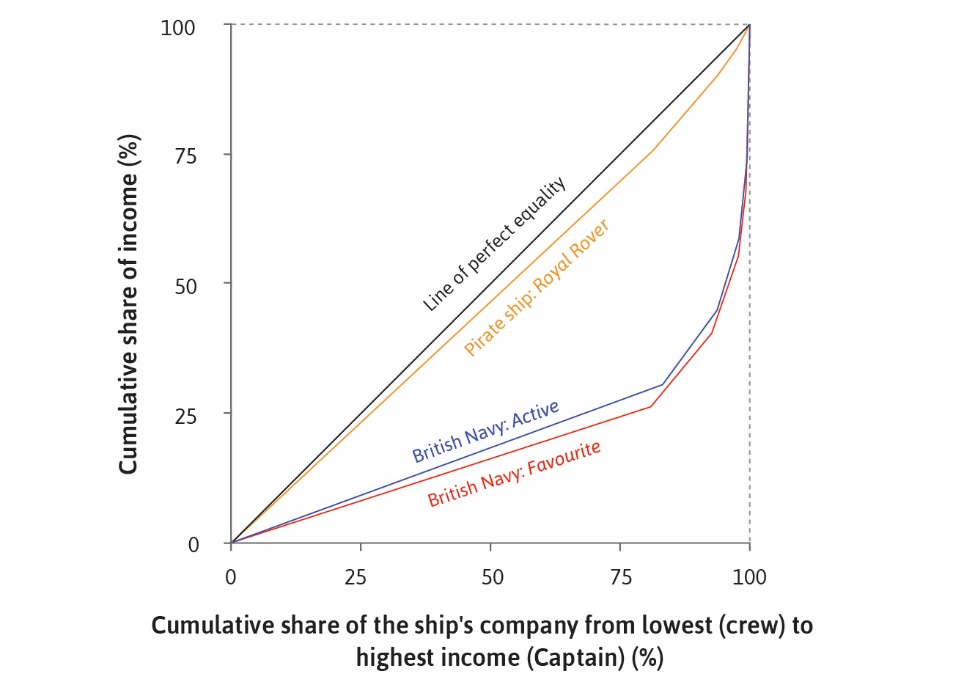 100
75
50
25
0
Cumulative share of income (%)
Line of perfect equality
Pirate ship: Royal Rover
British Navy: Active
British Navy: Favourite
0
25
50
75
100
Cumulative share of the ship's company from lowest (crew) to
highest income (Captain) (%)